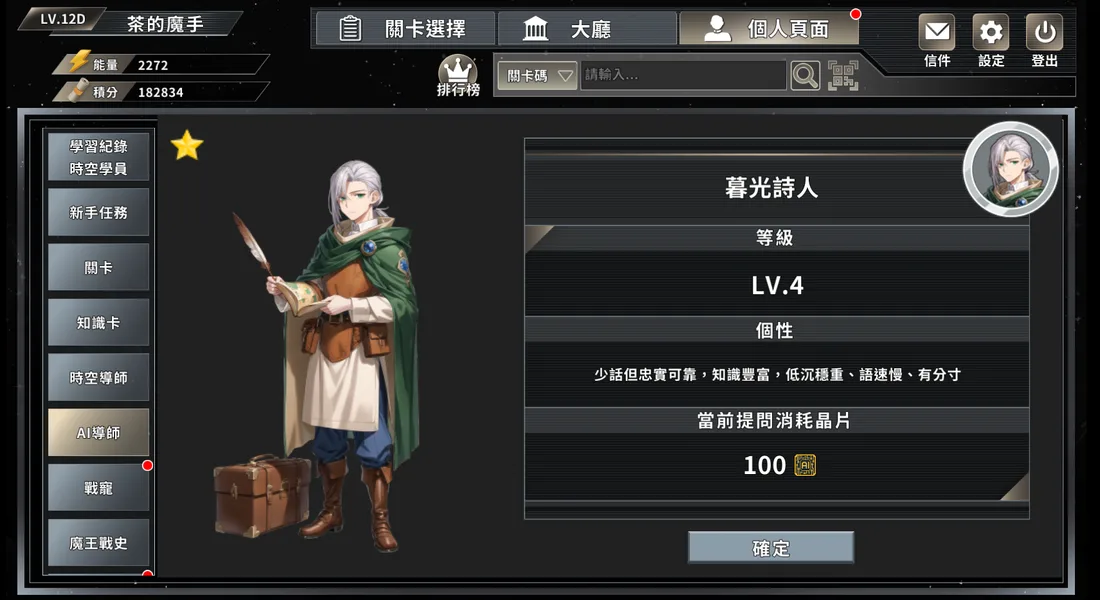 LV.12D
茶的魔手
能量 2272
積分 182834
關卡選擇
大廳
個人頁面
排行榜
關卡碼
請輸入...
信件
設定
登出
學習紀錄
時空學員
新手任務
關卡
知識卡
時空導師
AI導師
戰寵
魔王戰史
暮光詩人
等級
LV.4
個性
少話但忠實可靠，知識豐富，低沉穩重、語速慢、有分寸
當前提問消耗晶片
100 AI
確定